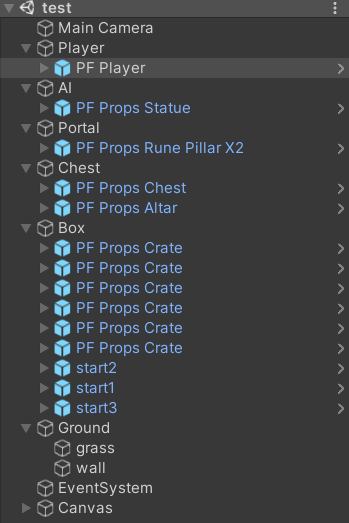 test
Main Camera
Player
PF Player
AI
PF Props Statue
Portal
PF Props Rune Pillar X2
Chest
PF Props Chest
PF Props Altar
Box
PF Props Crate
PF Props Crate
PF Props Crate
PF Props Crate
PF Props Crate
PF Props Crate
start2
start1
start3
Ground
grass
wall
EventSystem
Canvas